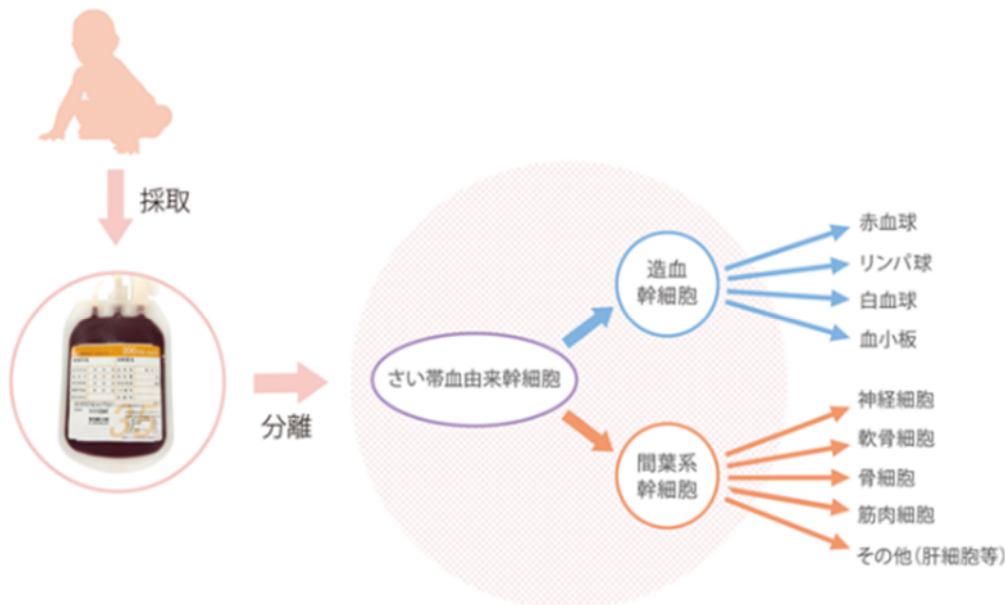 採取
分離
さい帯血由来幹細胞
造血
幹細胞
赤血球
リンパ球
白血球
血小板
間葉系
幹細胞
神経細胞
軟骨細胞
骨細胞
筋肉細胞
その他(肝細胞等)